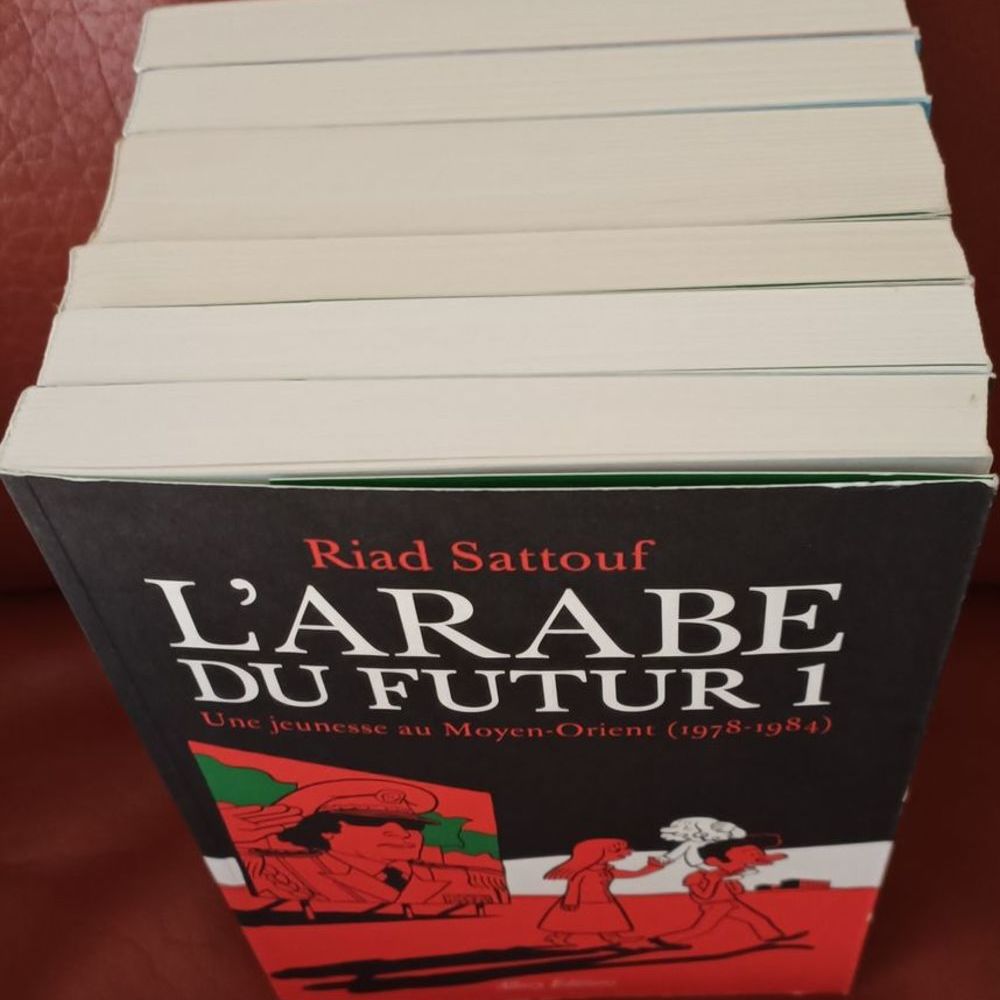 Riad Sattouf
L'ARABE
DU FUTUR 1
Une jeunesse au Moyen-Orient (1978-1984)